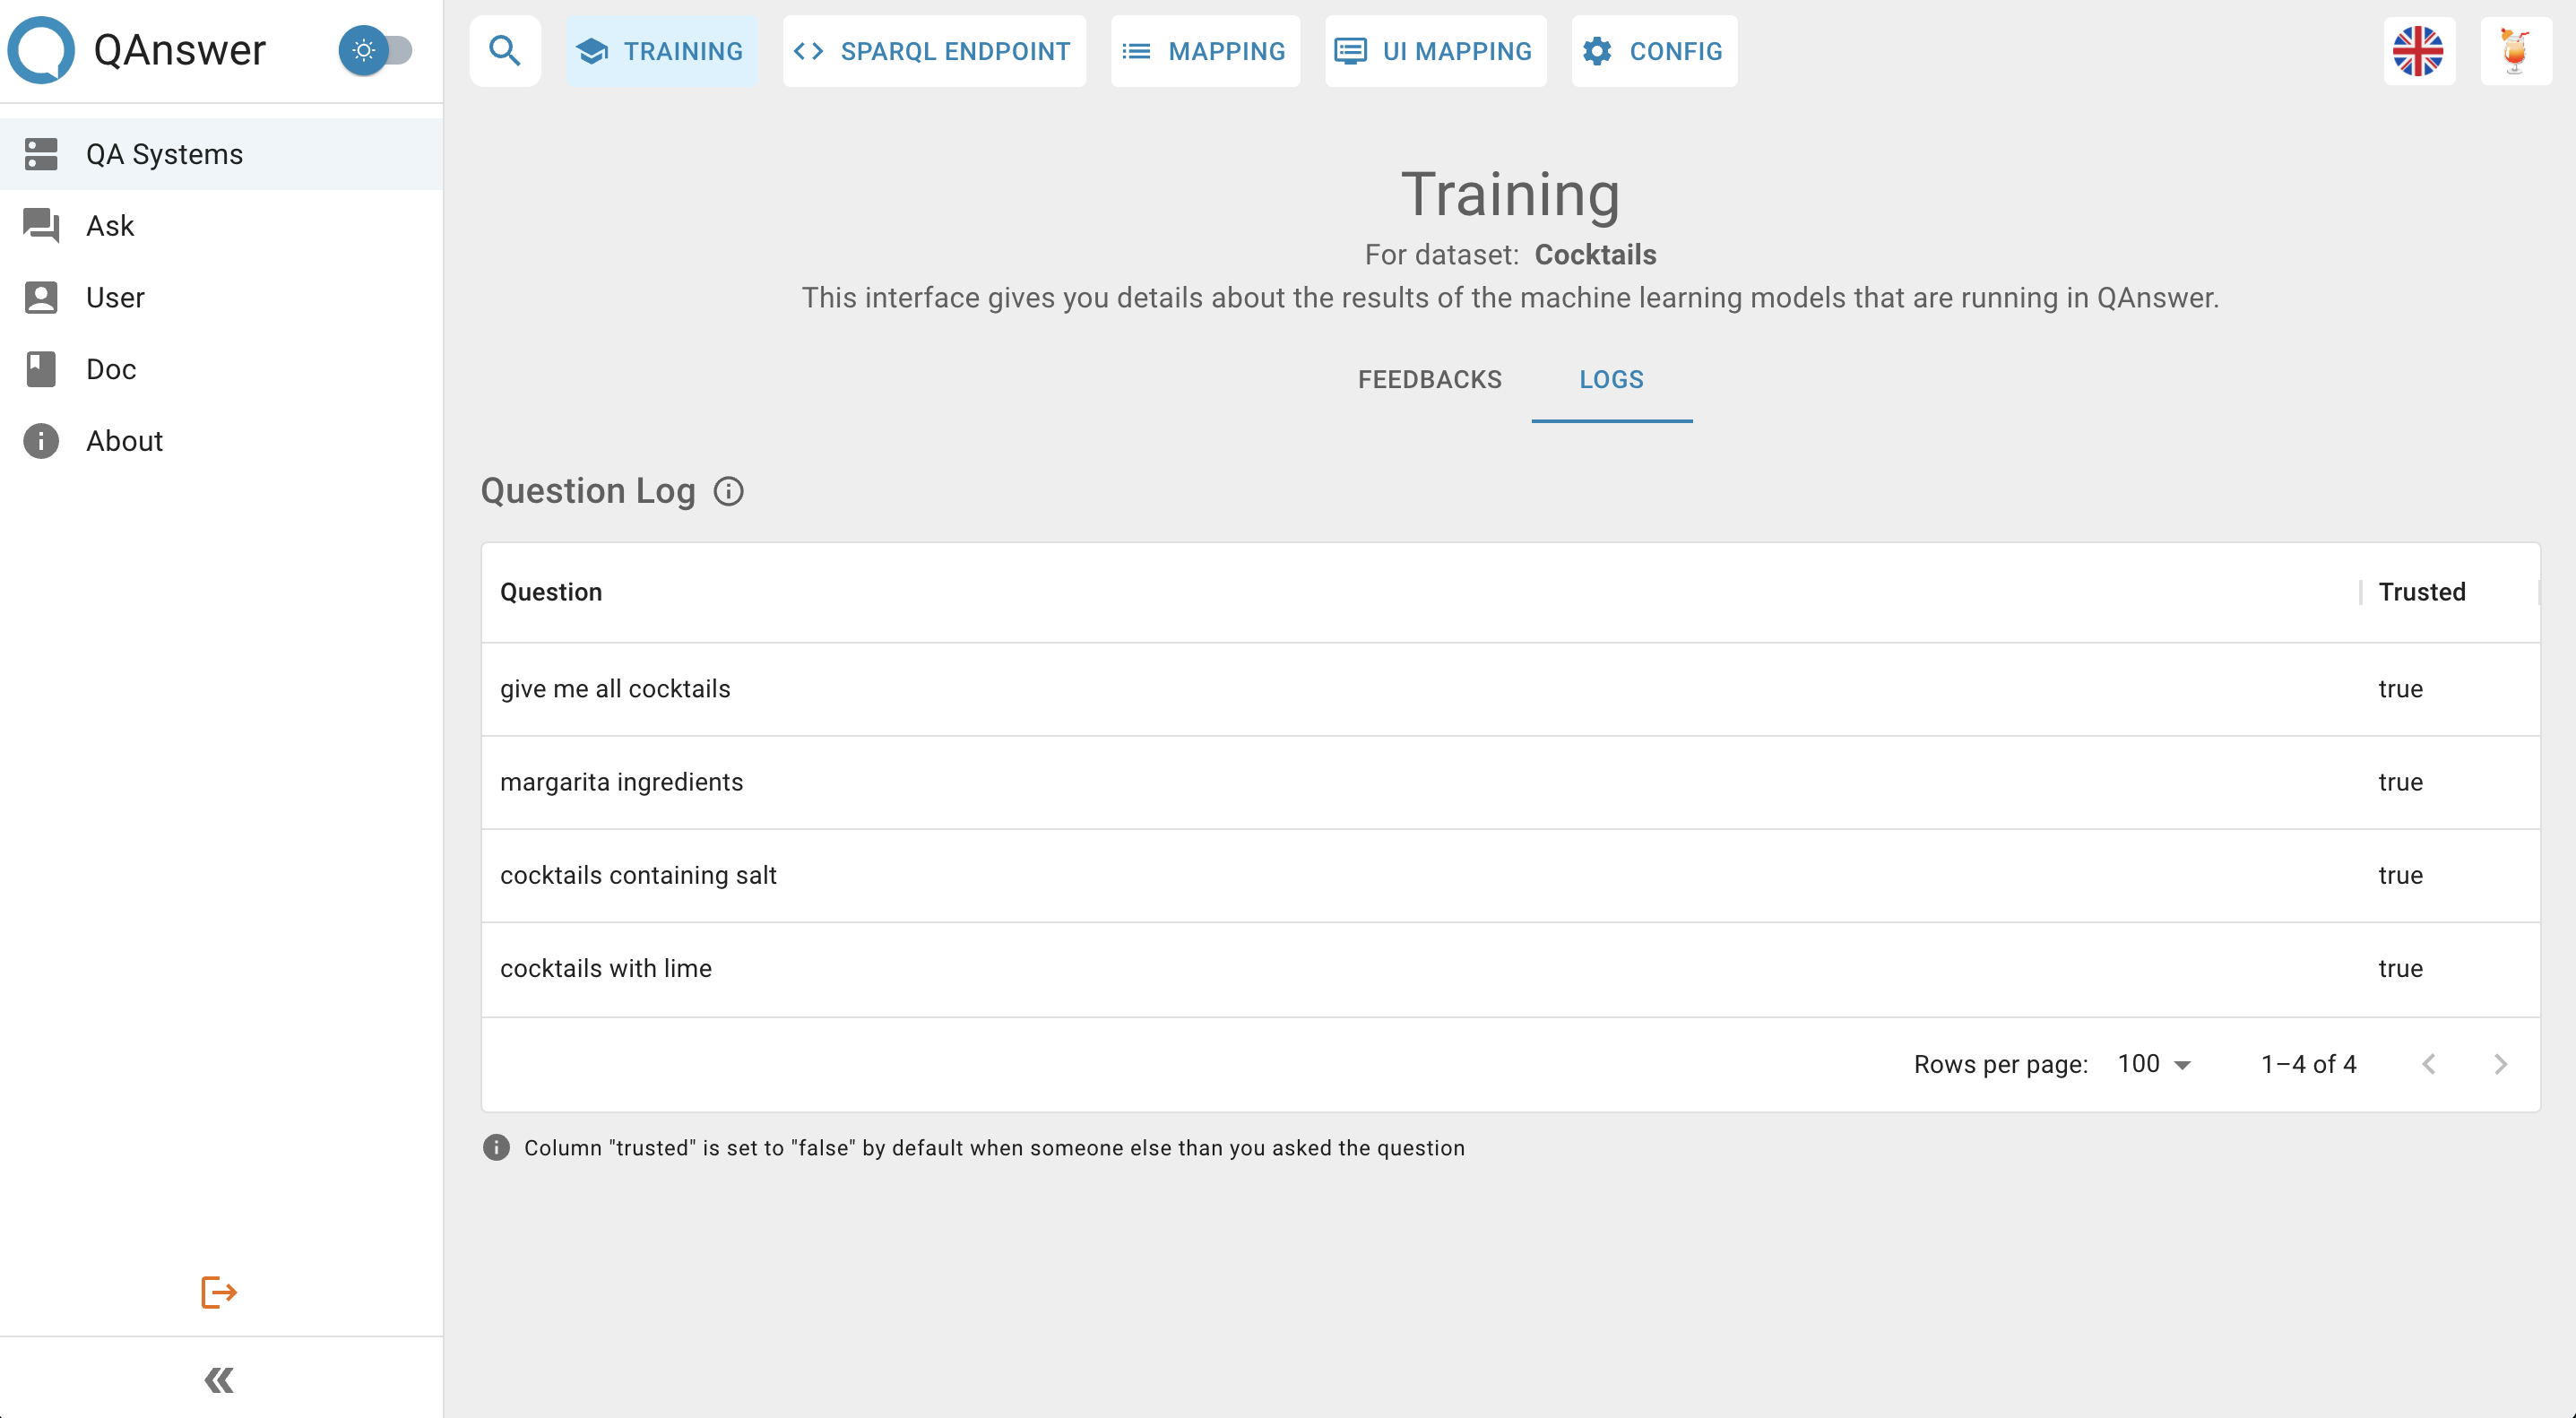 QAnswer
TRAINING
SPARQL ENDPOINT
MAPPING
UI MAPPING
CONFIG
QA Systems
Ask
User
Doc
About
Training
For dataset: Cocktails
This interface gives you details about the results of the machine learning models that are running in QAnswer.
FEEDBACKS
LOGS
Question Log
Question Trusted
give me all cocktails true
margarita ingredients true
cocktails containing salt true
cocktails with lime true
Rows per page: 100 1–4 of 4
Column "trusted" is set to "false" by default when someone else than you asked the question